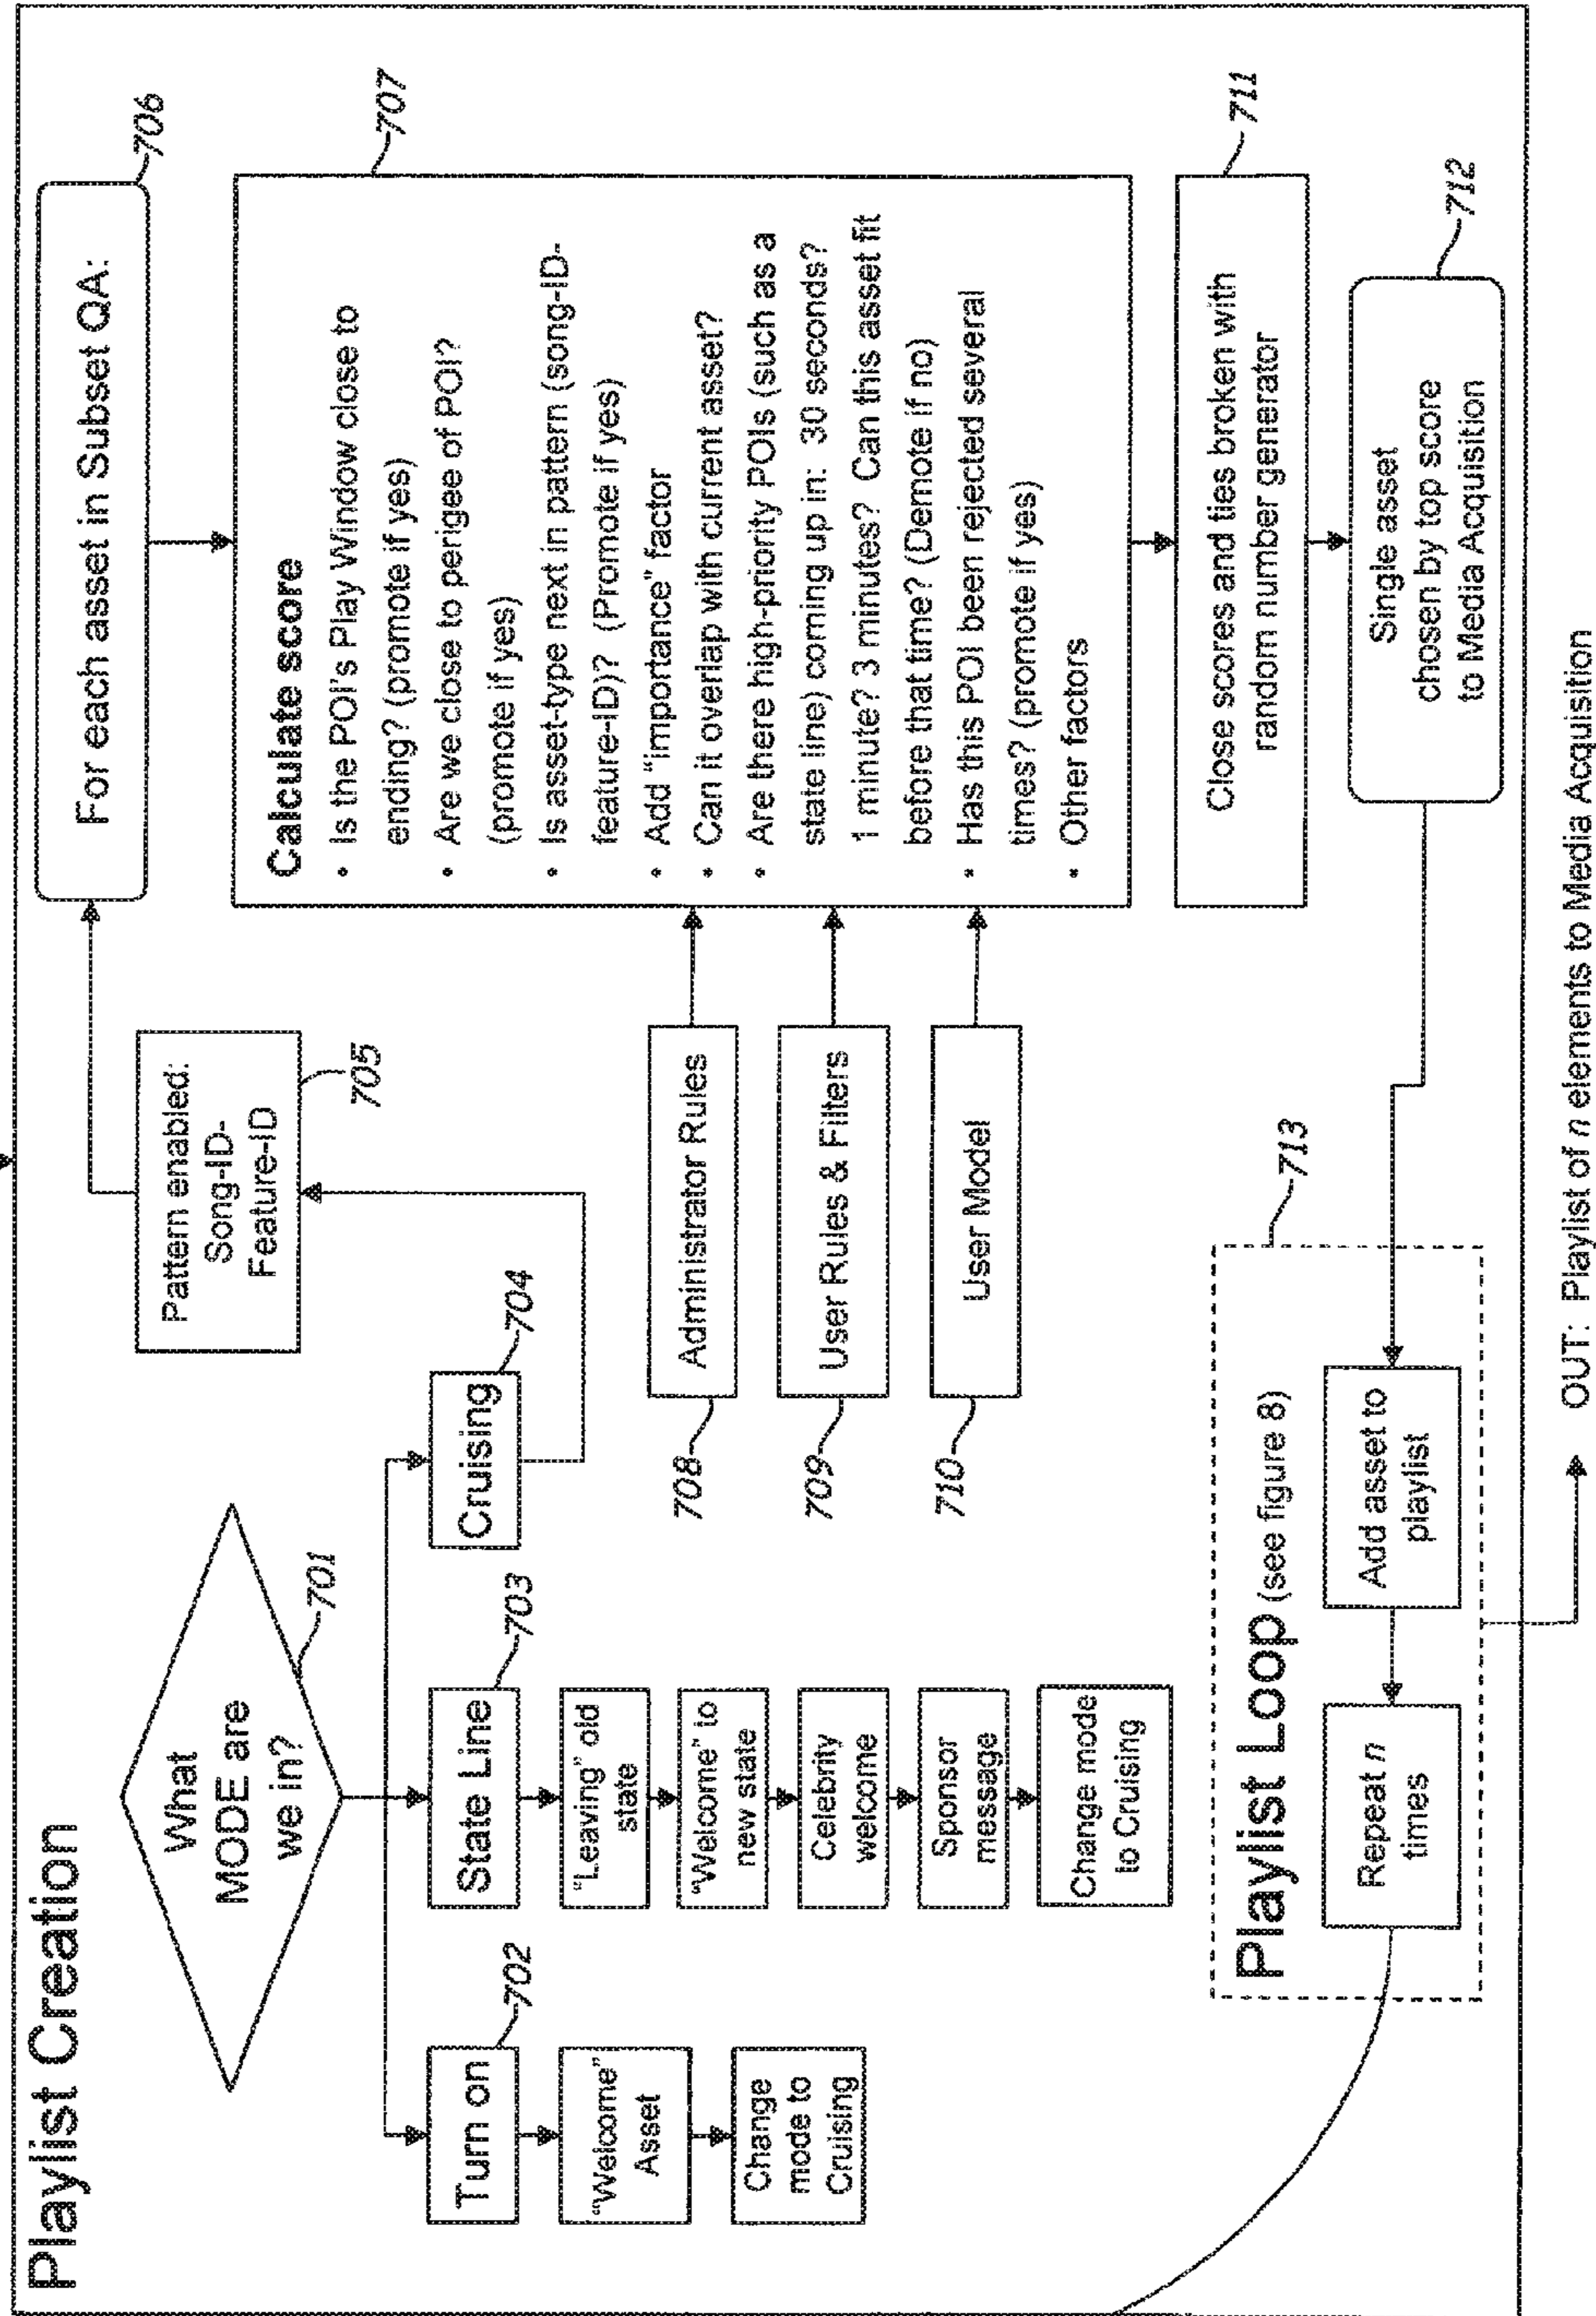 Playlist Creation
What
MODE are
we in?
701
Turn on
702
"Welcome"
Asset
Change
mode to
Cruising
State Line
703
"Leaving" old
state
"Welcome" to
new state
Celebrity
welcome
Sponsor
message
Change mode
to Cruising
Cruising
704
Pattern enabled:
Song-ID-
Feature-ID
705
For each asset in Subset QA:
706
Calculate score
• Is the POI's Play Window close to
ending? (promote if yes)
• Are we close to perigee of POI?
(promote if yes)
• Is asset-type next in pattern (song-ID-
feature-ID)? (Promote if yes)
• Add "importance" factor
• Can it overlap with current asset?
• Are there high-priority POIs (such as a
state line) coming up in: 30 seconds?
1 minute? 3 minutes? Can this asset fit
before that time? (Demote if no)
• Has this POI been rejected several
times? (promote if yes)
• Other factors
707
708
Administrator Rules
709
User Rules & Filters
710
User Model
Close scores and ties broken with
random number generator
711
Single asset
chosen by top score
to Media Acquisition
712
Playlist Loop (see figure 8)
713
Repeat n
times
Add asset to
playlist
OUT: Playlist of n elements to Media Acquisition